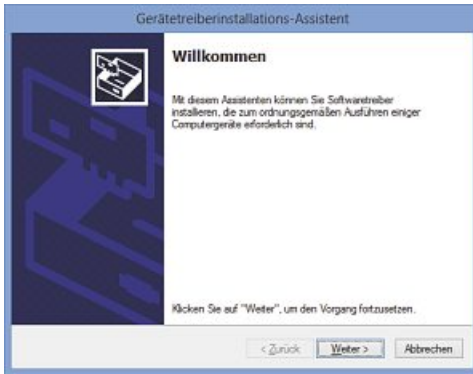 Gerätetreiberinstallations-Assistent
Willkommen
Mit diesem Assistenten können Sie Softwaretreiber
installieren, die zum ordnungsgemäßen Ausführen einiger
Computergeräte erforderlich sind.
Klicken Sie auf "Weiter", um den Vorgang fortzusetzen.
< Zurück Weiter > Abbrechen